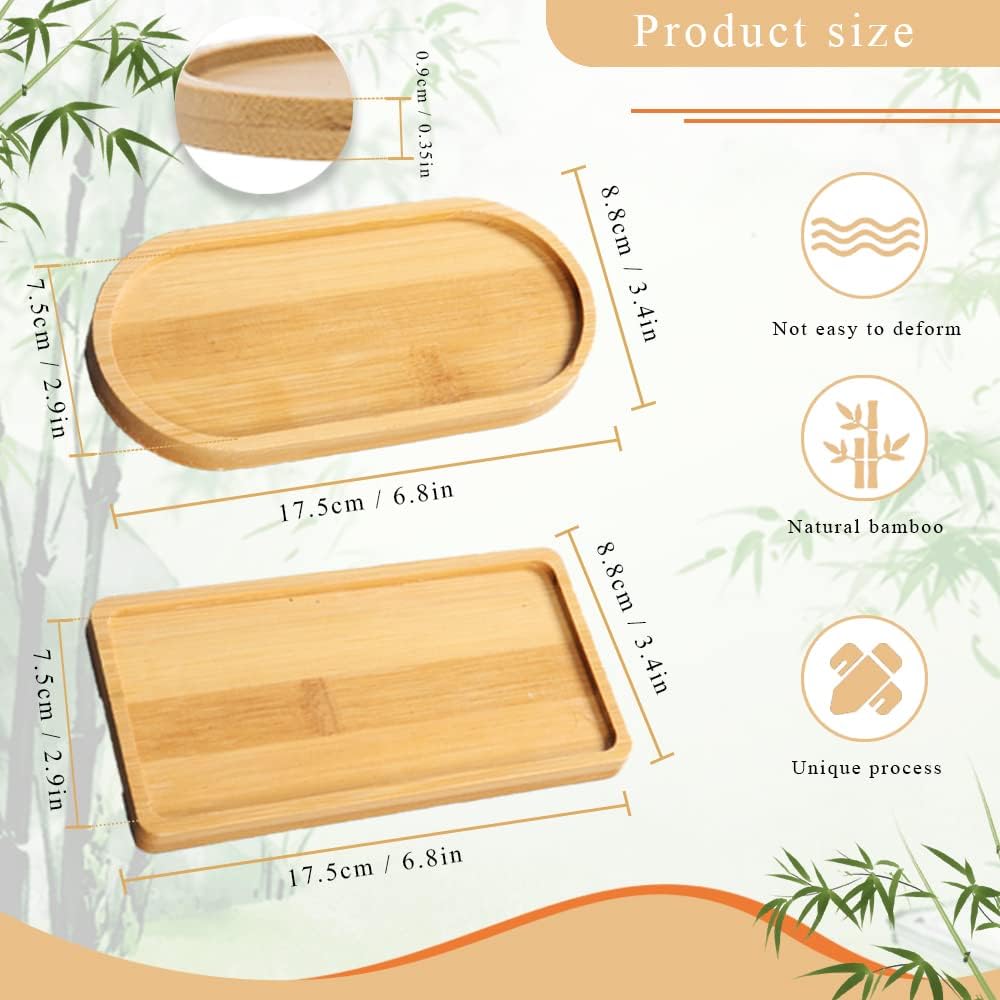 Product size
0.9cm / 0.35in
8.8cm / 3.4in
7.5cm / 2.9in
17.5cm / 6.8in
8.8cm / 3.4in
7.5cm / 2.9in
17.5cm / 6.8in
Not easy to deform
Natural bamboo
Unique process